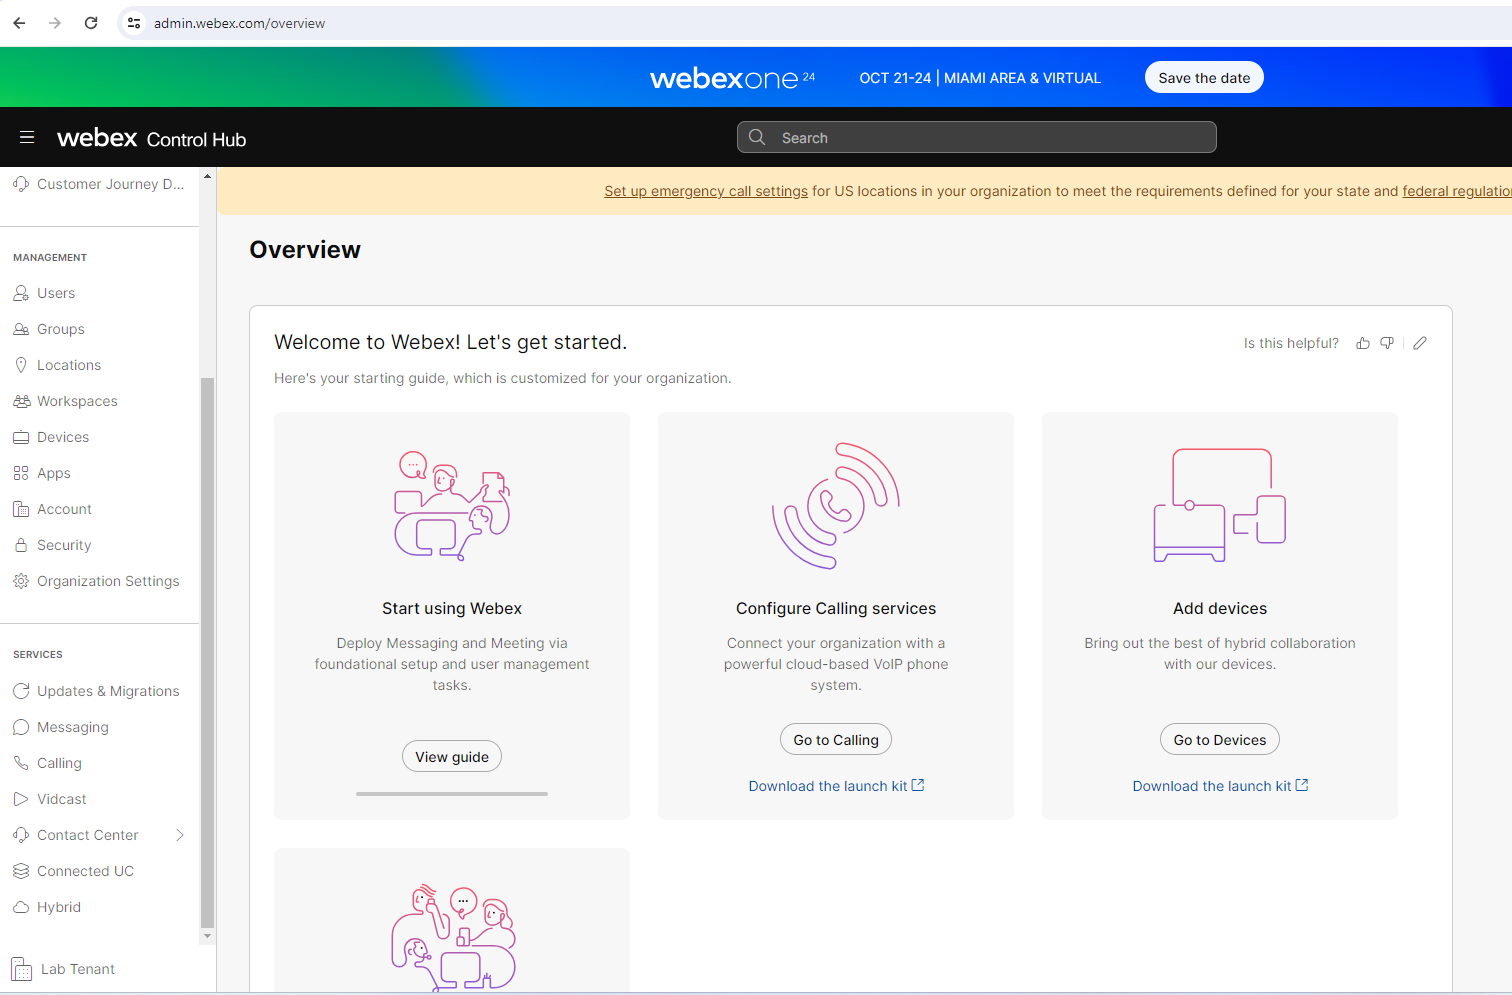 admin.webex.com/overview
webexone 24
OCT 21-24 | MIAMI AREA & VIRTUAL
Save the date
webex Control Hub
Search
Customer Journey D...
MANAGEMENT
Users
Groups
Locations
Workspaces
Devices
Apps
Account
Security
Organization Settings
SERVICES
Updates & Migrations
Messaging
Calling
Vidcast
Contact Center
Connected UC
Hybrid
Lab Tenant
Set up emergency call settings for US locations in your organization to meet the requirements defined for your state and federal regulatio
Overview
Welcome to Webex! Let's get started.
Is this helpful?
Here's your starting guide, which is customized for your organization.
Start using Webex
Deploy Messaging and Meeting via
foundational setup and user management
tasks.
View guide
Configure Calling services
Connect your organization with a
powerful cloud-based VoIP phone
system.
Go to Calling
Download the launch kit
Add devices
Bring out the best of hybrid collaboration
with our devices.
Go to Devices
Download the launch kit